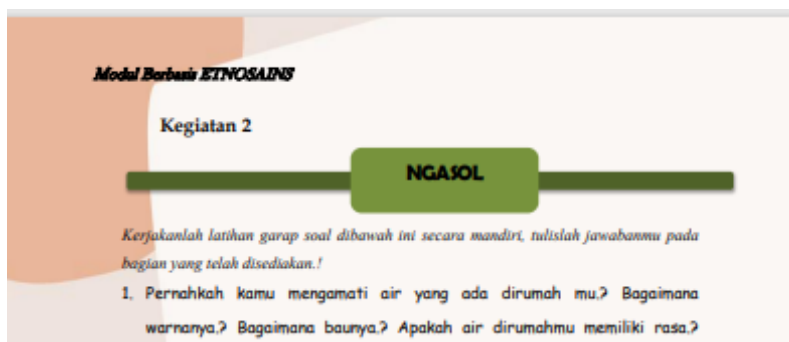 Modul Berbasis ETNOSAINS
Kegiatan 2
NGASOL
Kerjakanlah latihan garap soal dibawah ini secara mandiri, tulislah jawabanmu pada
bagian yang telah disediakan.!
1. Pernahkah kamu mengamati air yang ada dirumah mu.? Bagaimana
warnanya.? Bagaimana baunya.? Apakah air dirumahmu memiliki rasa.?